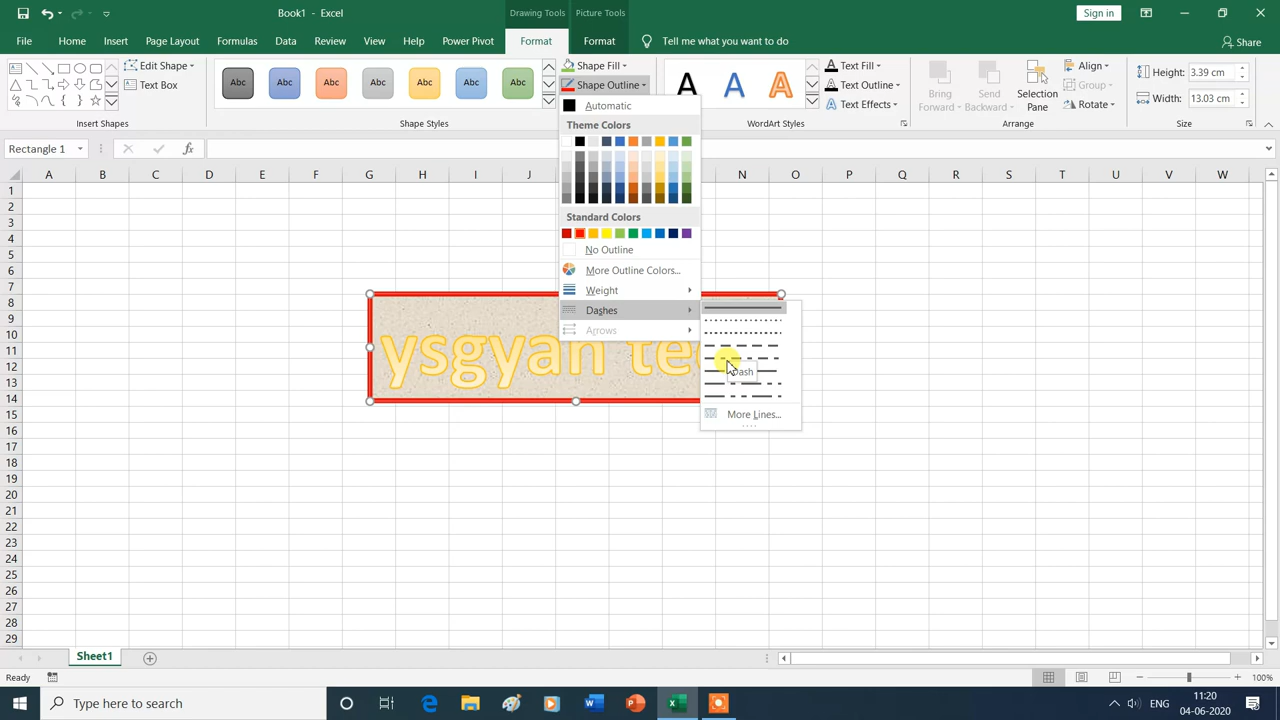 Book1 - Excel
Drawing Tools
Picture Tools
Sign in
File
Home
Insert
Page Layout
Formulas
Data
Review
View
Help
Power Pivot
Format
Format
Tell me what you want to do
Share
Edit Shape
Text Box
Insert Shapes
Abc Abc Abc Abc Abc Abc Abc
Shape Styles
Shape Fill
Shape Outline
A A A
WordArt Styles
Text Fill
Text Outline
Text Effects
Bring Forward
Send Backward
Selection Pane
Align
Group
Rotate
Arrange
Height: 3.39 cm
Width: 13.03 cm
Size
Automatic
Theme Colors
Standard Colors
No Outline
More Outline Colors...
Weight
Dashes
Arrows
More Lines...
Rectangle 1
fx
A B C D E F G H I J N O P Q R S T U V W
1
2
3
4
5
6
7
8
9
10
11
12
13
14
15
16
17
18
19
20
21
22
23
24
25
26
27
28
29
ysgyan
Sheet1
Ready
100%
Type here to search
ENG
11:20
04-06-2020